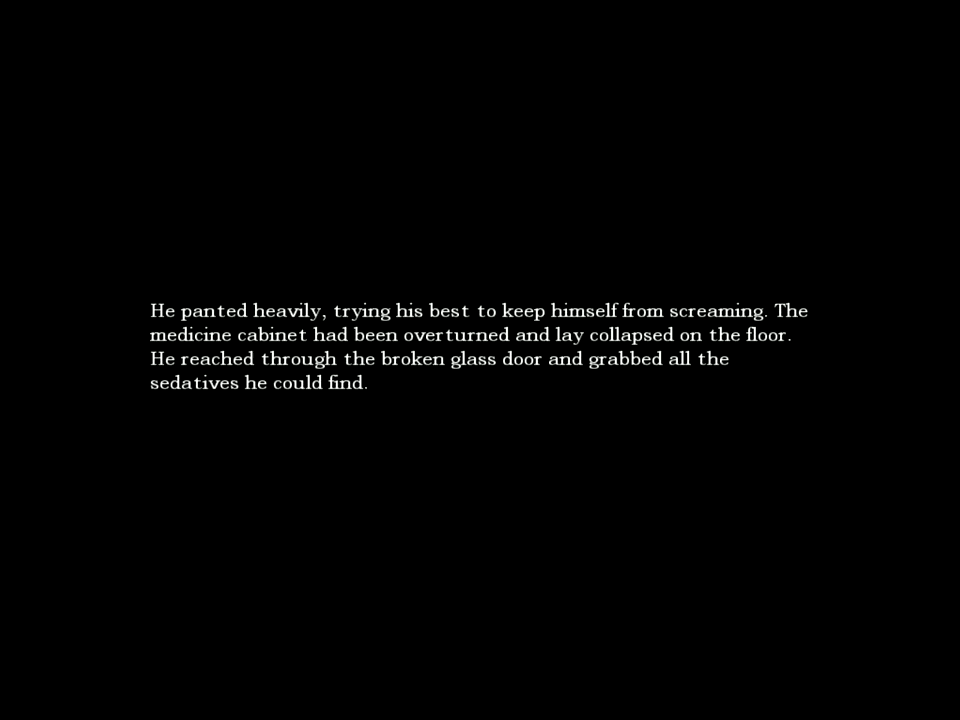 He panted heavily, trying his best to keep himself from screaming. The
medicine cabinet had been overturned and lay collapsed on the floor.
He reached through the broken glass door and grabbed all the
sedatives he could find.